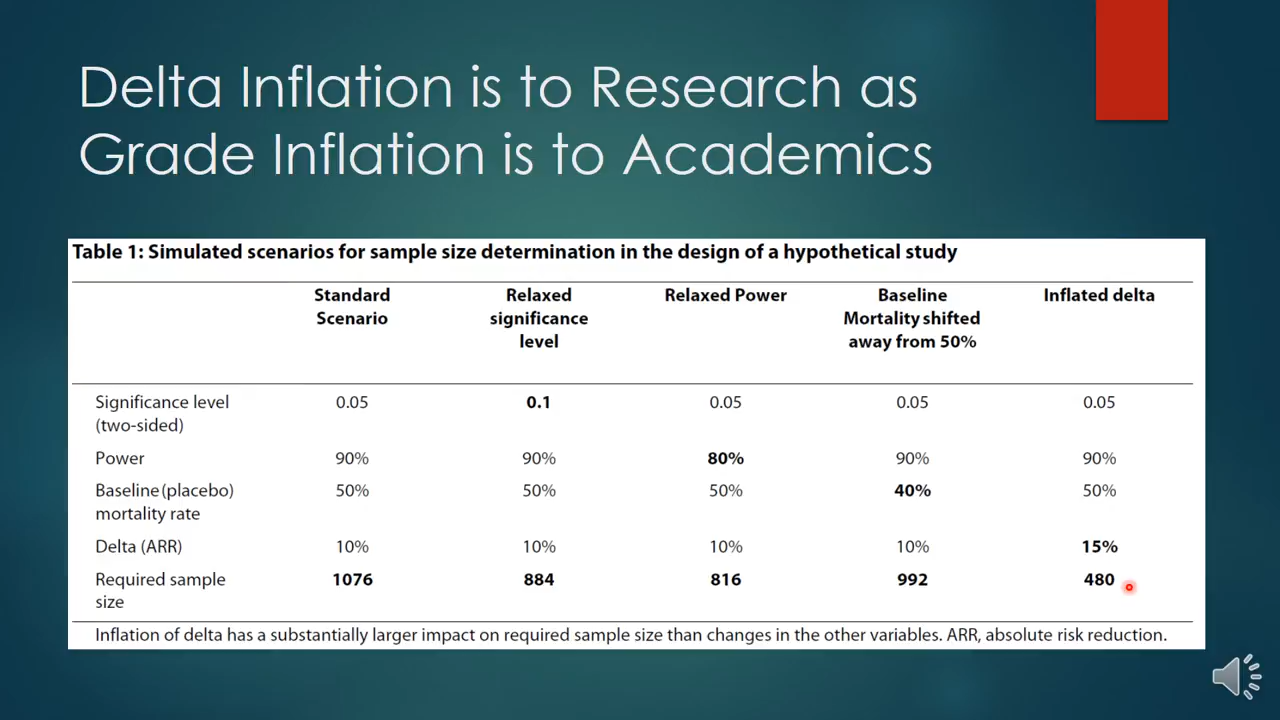 Delta Inflation is to Research as
Grade Inflation is to Academics
Table 1: Simulated scenarios for sample size determination in the design of a hypothetical study
Standard Scenario Relaxed significance level Relaxed Power Baseline Mortality shifted away from 50% Inflated delta
Significance level (two-sided) 0.05 0.1 0.05 0.05 0.05
Power 90% 90% 80% 90% 90%
Baseline (placebo) mortality rate 50% 50% 50% 40% 50%
Delta (ARR) 10% 10% 10% 10% 15%
Required sample size 1076 884 816 992 480
Inflation of delta has a substantially larger impact on required sample size than changes in the other variables. ARR, absolute risk reduction.